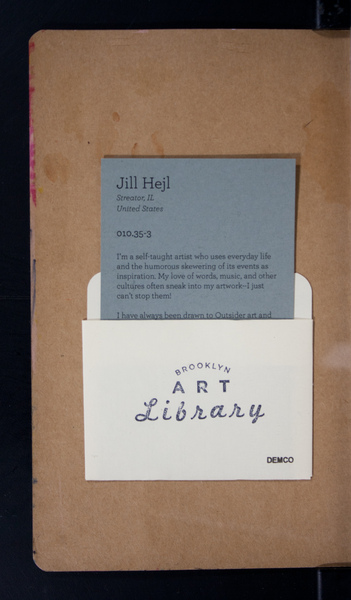 Jill Hejl
Streator, IL
United States
010.35-3
I'm a self-taught artist who uses everyday life
and the humorous skewering of its events as
inspiration. My love of words, music, and other
cultures often sneak into my artwork–I just
can't stop them!
I have always been drawn to Outsider art and
BROOKLYN
ART
Library
DEMCO